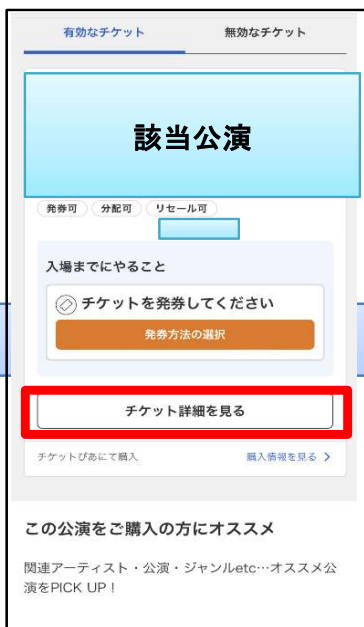 有効なチケット
無効なチケット
該当公演
発券可 分配可 リセール可
入場までにやること
チケットを発券してください
発券方法の選択
チケット詳細を見る
チケットぴあにて購入
購入情報を見る >
この公演をご購入の方にオススメ
関連アーティスト・公演・ジャンルetc…オススメ公
演をPICK UP！